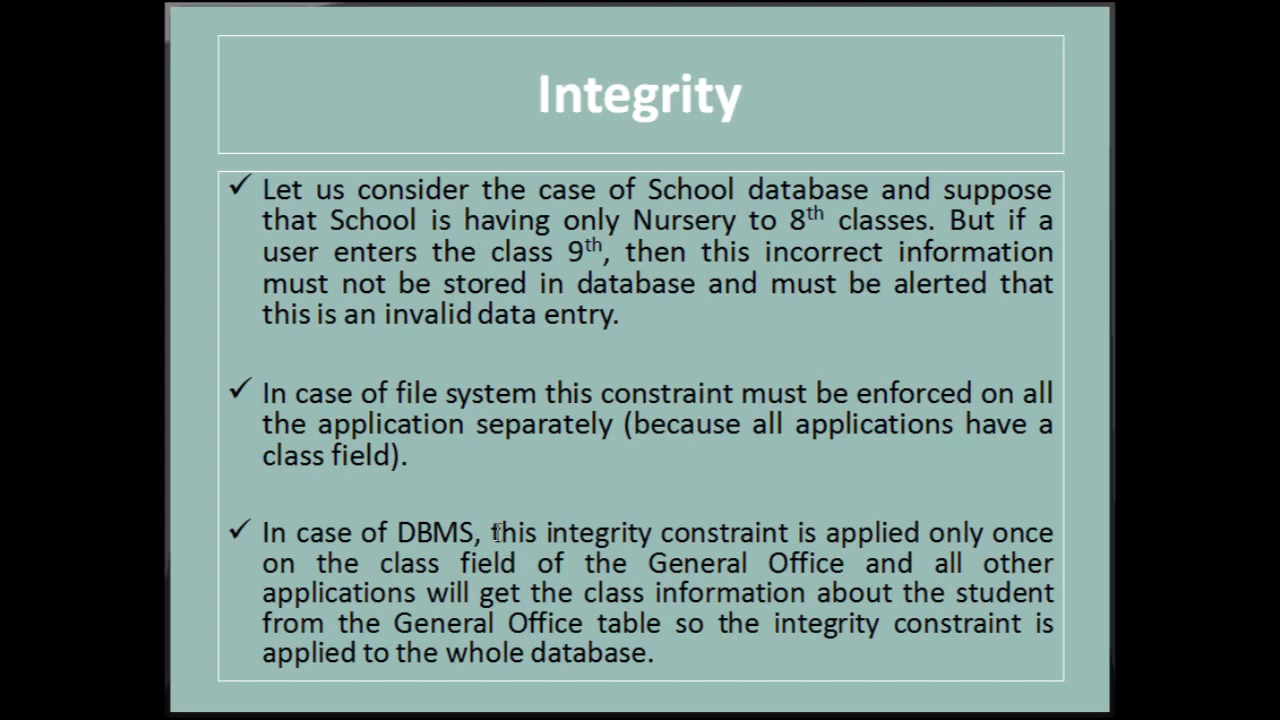 Integrity
✓ Let us consider the case of School database and suppose
that School is having only Nursery to 8th classes. But if a
user enters the class 9th, then this incorrect information
must not be stored in database and must be alerted that
this is an invalid data entry.
✓ In case of file system this constraint must be enforced on all
the application separately (because all applications have a
class field).
✓ In case of DBMS, this integrity constraint is applied only once
on the class field of the General Office and all other
applications will get the class information about the student
from the General Office table so the integrity constraint is
applied to the whole database.